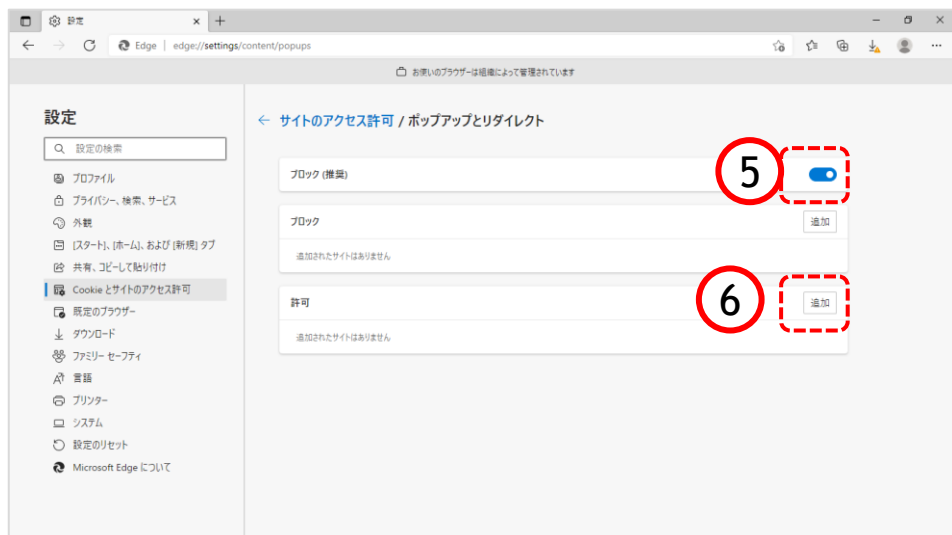 設定
Edge | edge://settings/content/popups
お使いのブラウザーは組織によって管理されています
設定
設定の検索
プロファイル
プライバシー、検索、サービス
外観
[スタート]、[ホーム]、および [新規] タブ
共有、コピーして貼り付け
Cookie とサイトのアクセス許可
既定のブラウザー
ダウンロード
ファミリー セーフティ
言語
プリンター
システム
設定のリセット
Microsoft Edge について
サイトのアクセス許可 / ポップアップとリダイレクト
ブロック (推奨)
5
ブロック
追加
追加されたサイトはありません
許可
6
追加
追加されたサイトはありません